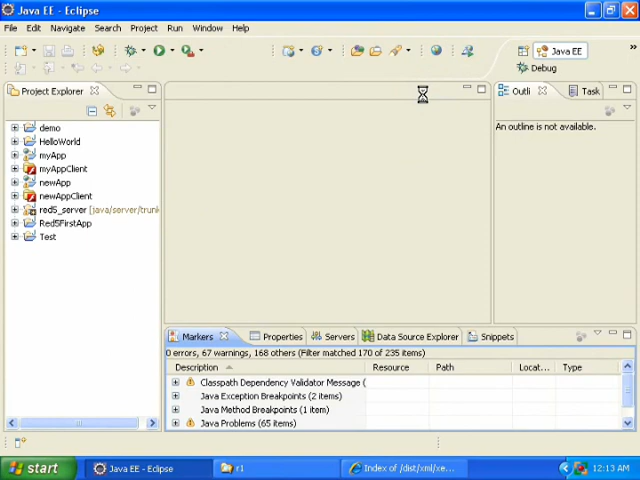 Java EE - Eclipse
File Edit Navigate Search Project Run Window Help
Java EE
Debug
Project Explorer
demo
HelloWorld
myApp
myAppClient
newApp
newAppClient
red5_server [java/server/trunk
Red5FirstApp
Test
Outli
Task
An outline is not available.
Markers Properties Servers Data Source Explorer Snippets
0 errors, 67 warnings, 168 others (Filter matched 170 of 235 items)
Description Resource Path Locat... Type
Classpath Dependency Validator Message (
Java Exception Breakpoints (2 items)
Java Method Breakpoints (1 item)
Java Problems (65 items)
start Java EE - Eclipse r1 Index of /dist/xml/xe... 12:13 AM